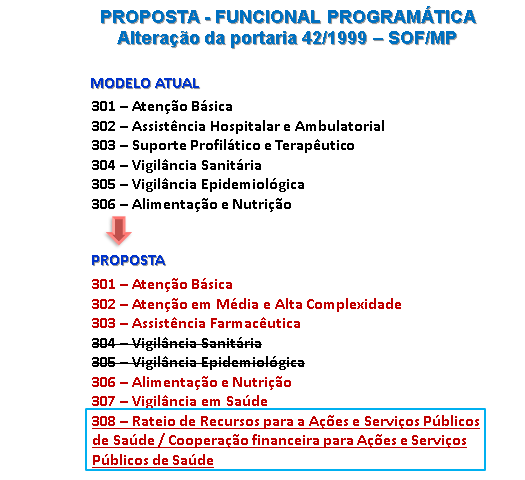 PROPOSTA - FUNCIONAL PROGRAMÁTICA
Alteração da portaria 42/1999 – SOF/MP
MODELO ATUAL
301 – Atenção Básica
302 – Assistência Hospitalar e Ambulatorial
303 – Suporte Profilático e Terapêutico
304 – Vigilância Sanitária
305 – Vigilância Epidemiológica
306 – Alimentação e Nutrição
PROPOSTA
301 – Atenção Básica
302 – Atenção em Média e Alta Complexidade
303 – Assistência Farmacêutica
304 – Vigilância Sanitária
305 – Vigilância Epidemiológica
306 – Alimentação e Nutrição
307 – Vigilância em Saúde
308 – Rateio de Recursos para a Ações e Serviços Públicos
de Saúde / Cooperação financeira para Ações e Serviços
Públicos de Saúde